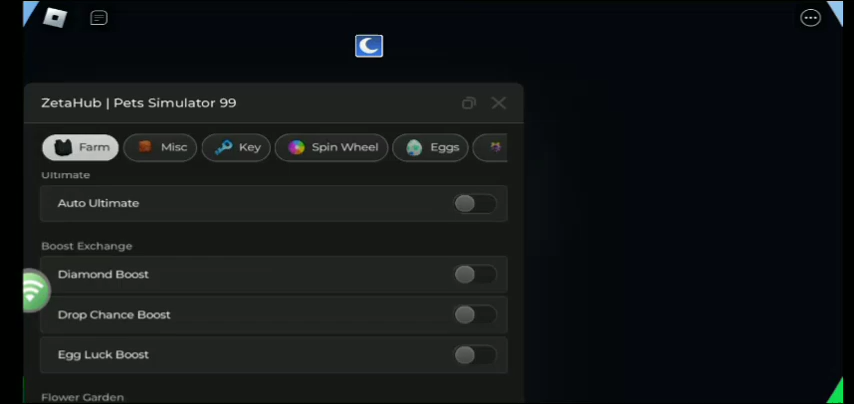 ZetaHub | Pets Simulator 99
Farm Misc Key Spin Wheel Eggs
Ultimate
Auto Ultimate
Boost Exchange
Diamond Boost
Drop Chance Boost
Egg Luck Boost
Flower Garden